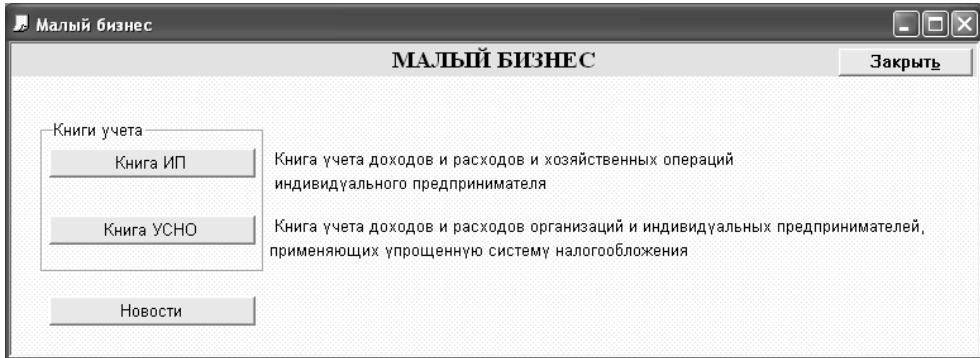 Малый бизнес
МАЛЫЙ БИЗНЕС
Закрыть
Книги учета
Книга ИП
Книга учета доходов и расходов и хозяйственных операций
индивидуального предпринимателя
Книга УСНО
Книга учета доходов и расходов организаций и индивидуальных предпринимателей,
применяющих упрощенную систему налогообложения
Новости